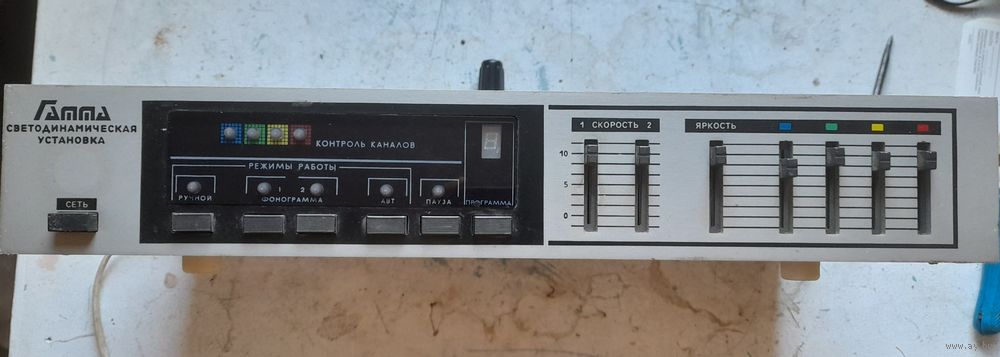 Гамма
СВЕТОДИНАМИЧЕСКАЯ
УСТАНОВКА
СЕТЬ
КОНТРОЛЬ КАНАЛОВ
РЕЖИМЫ РАБОТЫ
РУЧНОЙ
1 2
ФОНОГРАММА
АВТ
ПАУЗА
ПРОГРАММА
1 СКОРОСТЬ 2
10
5
0
ЯРКОСТЬ